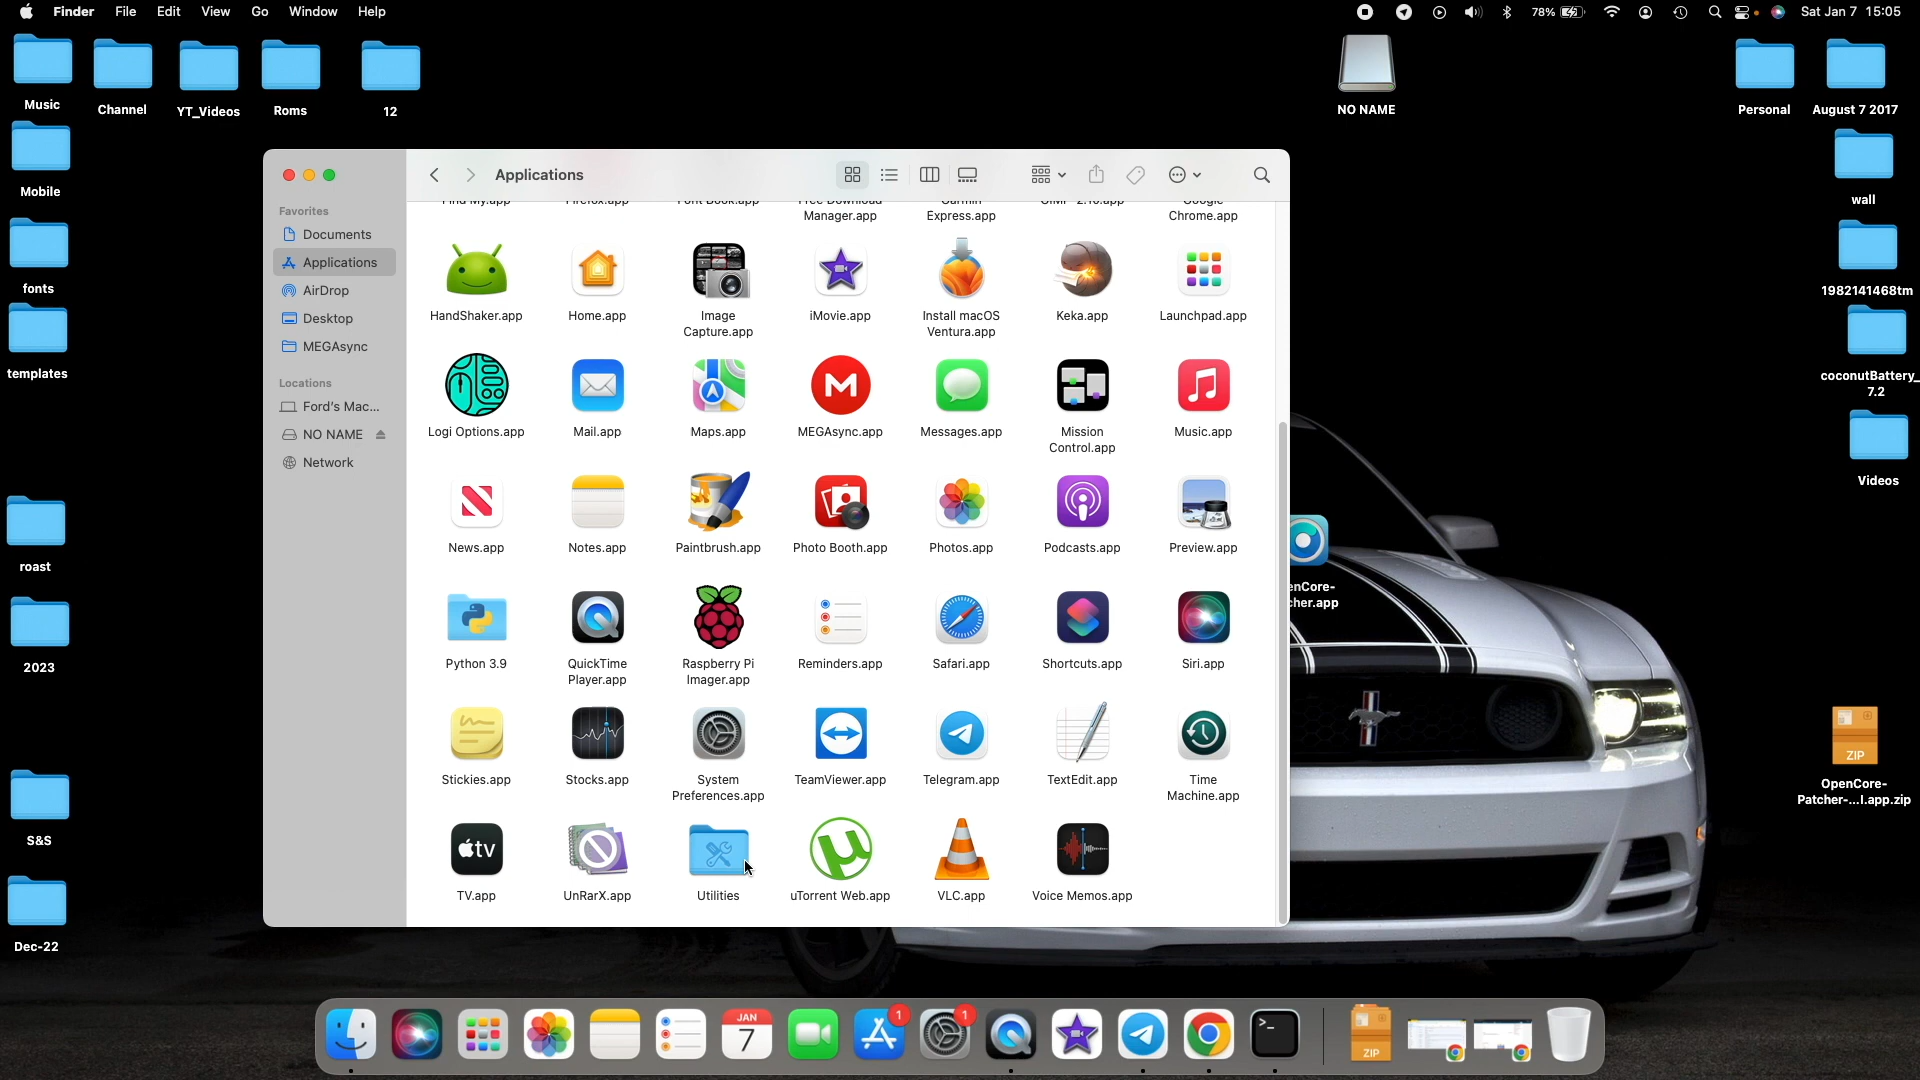 Finder File Edit View Go Window Help
78% Sat Jan 7 15:05
Music Channel YT_Videos Roms 12
NO NAME
Personal August 7 2017
Mobile
wall
fonts
1982141468tm
templates
coconutBattery_
7.2
Videos
roast
2023
S&S
Dec-22
enCore-
cher.app
ZIP
OpenCore-
Patcher-...l.app.zip
Applications
Favorites
Documents
Applications
AirDrop
Desktop
MEGAsync
Locations
Ford's Mac...
NO NAME
Network
Manager.app Express.app Chrome.app
HandShaker.app Home.app Image
Capture.app iMovie.app Install macOS
Ventura.app Keka.app Launchpad.app
Logi Options.app Mail.app Maps.app MEGAsync.app Messages.app Mission
Control.app Music.app
News.app Notes.app Paintbrush.app Photo Booth.app Photos.app Podcasts.app Preview.app
Python 3.9 QuickTime
Player.app Raspberry Pi
Imager.app Reminders.app Safari.app Shortcuts.app Siri.app
Stickies.app Stocks.app System
Preferences.app TeamViewer.app Telegram.app TextEdit.app Time
Machine.app
tv
TV.app UnRarX.app Utilities uTorrent Web.app VLC.app Voice Memos.app
JAN
7
1
1
ZIP